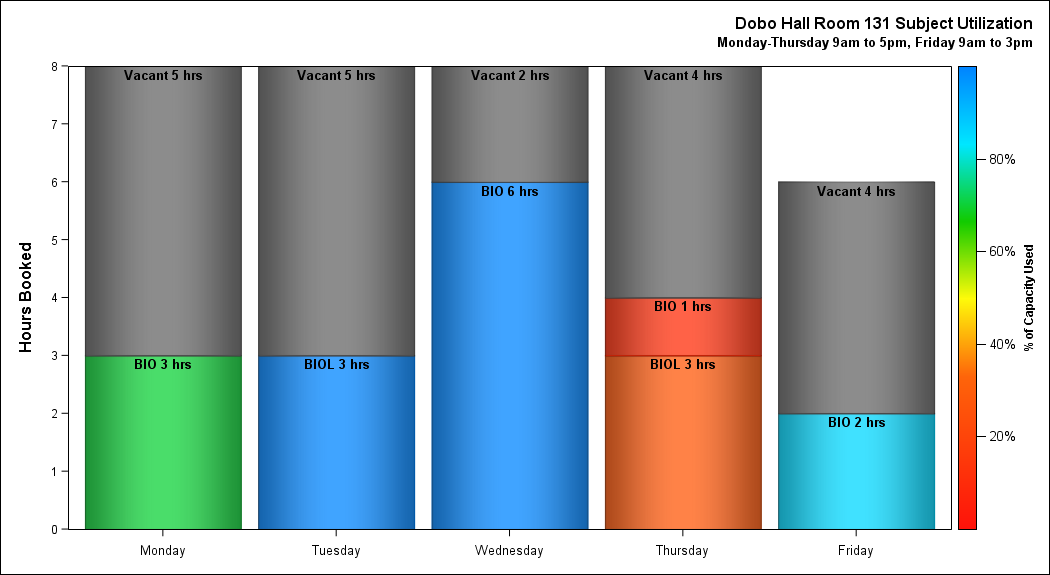 Dobo Hall Room 131 Subject Utilization
Monday-Thursday 9am to 5pm, Friday 9am to 3pm
Hours Booked
8
7
6
5
4
3
2
1
0
Vacant 5 hrs
BIO 3 hrs
Vacant 5 hrs
BIOL 3 hrs
Vacant 2 hrs
BIO 6 hrs
Vacant 4 hrs
BIO 1 hrs
BIOL 3 hrs
Vacant 4 hrs
BIO 2 hrs
Monday
Tuesday
Wednesday
Thursday
Friday
80%
60%
40%
20%
% of Capacity Used